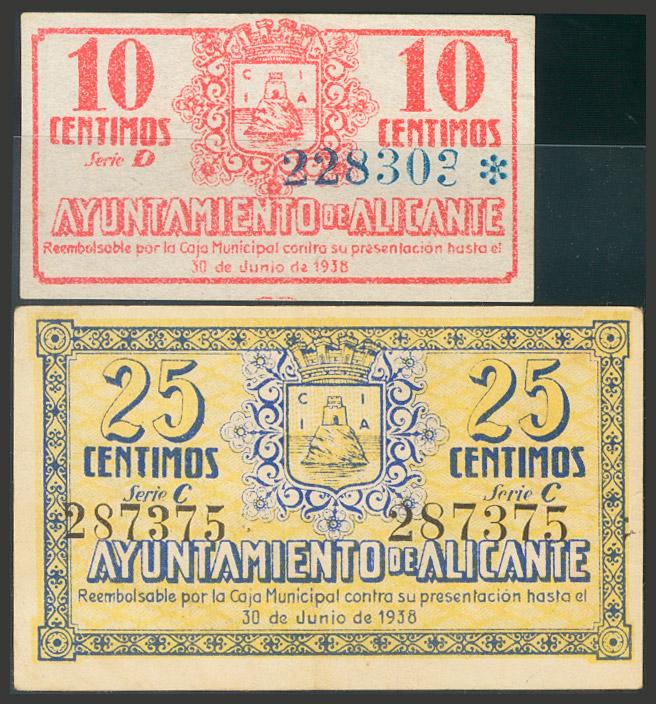 10 10
CENTIMOS CENTIMOS
Serie D
C I
I A
228303 *
AYUNTAMIENTO DE ALICANTE
Reembolsable por la Caja Municipal contra su presentación hasta el
30 de Junio de 1938
25 25
CENTIMOS CENTIMOS
C I
I A
Serie C Serie C
287375 287375
AYUNTAMIENTO DE ALICANTE
Reembolsable por la Caja Municipal contra su presentación hasta el
30 de Junio de 1938